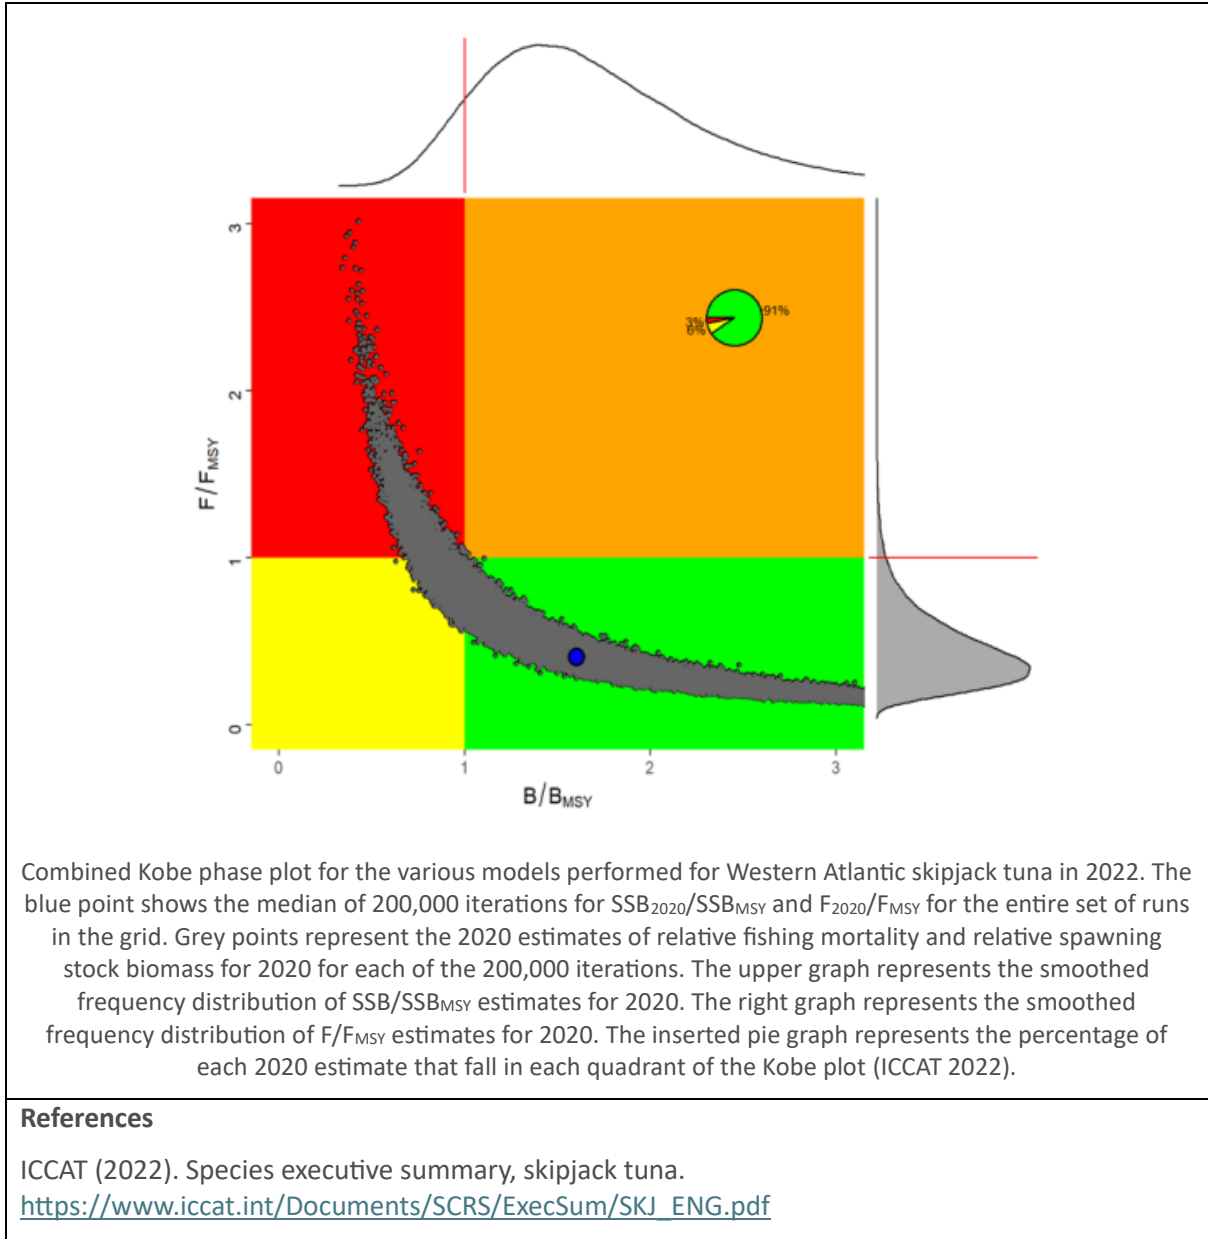 3
2
1
0
F/FMSY
91%
3%
6%
0 1 2 3
B/BMSY
Combined Kobe phase plot for the various models performed for Western Atlantic skipjack tuna in 2022. The
blue point shows the median of 200,000 iterations for SSB2020/SSBMSY and F2020/FMSY for the entire set of runs
in the grid. Grey points represent the 2020 estimates of relative fishing mortality and relative spawning
stock biomass for 2020 for each of the 200,000 iterations. The upper graph represents the smoothed
frequency distribution of SSB/SSBMSY estimates for 2020. The right graph represents the smoothed
frequency distribution of F/FMSY estimates for 2020. The inserted pie graph represents the percentage of
each 2020 estimate that fall in each quadrant of the Kobe plot (ICCAT 2022).
References
ICCAT (2022). Species executive summary, skipjack tuna.
https://www.iccat.int/Documents/SCRS/ExecSum/SKJ_ENG.pdf